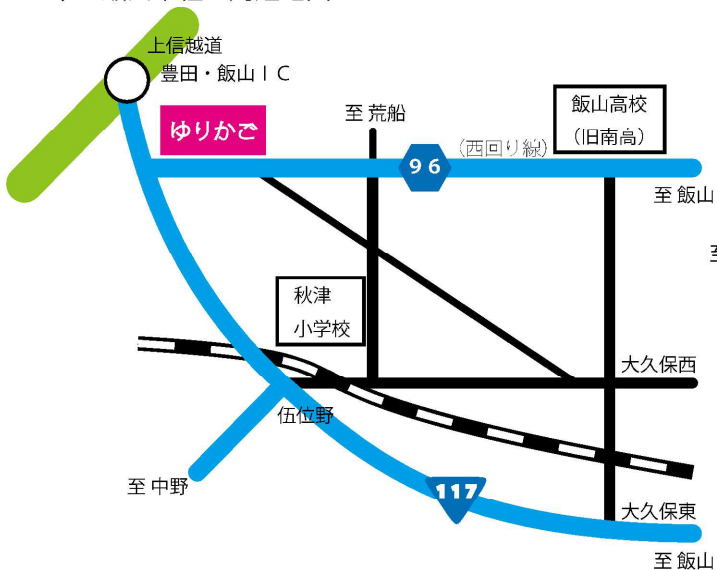 上信越道
豊田・飯山ＩＣ
ゆりかご
至 荒船
(西回り線)
９６
飯山高校
（旧南高）
至 飯山
至
秋津
小学校
大久保西
伍位野
至 中野
117
大久保東
至 飯山